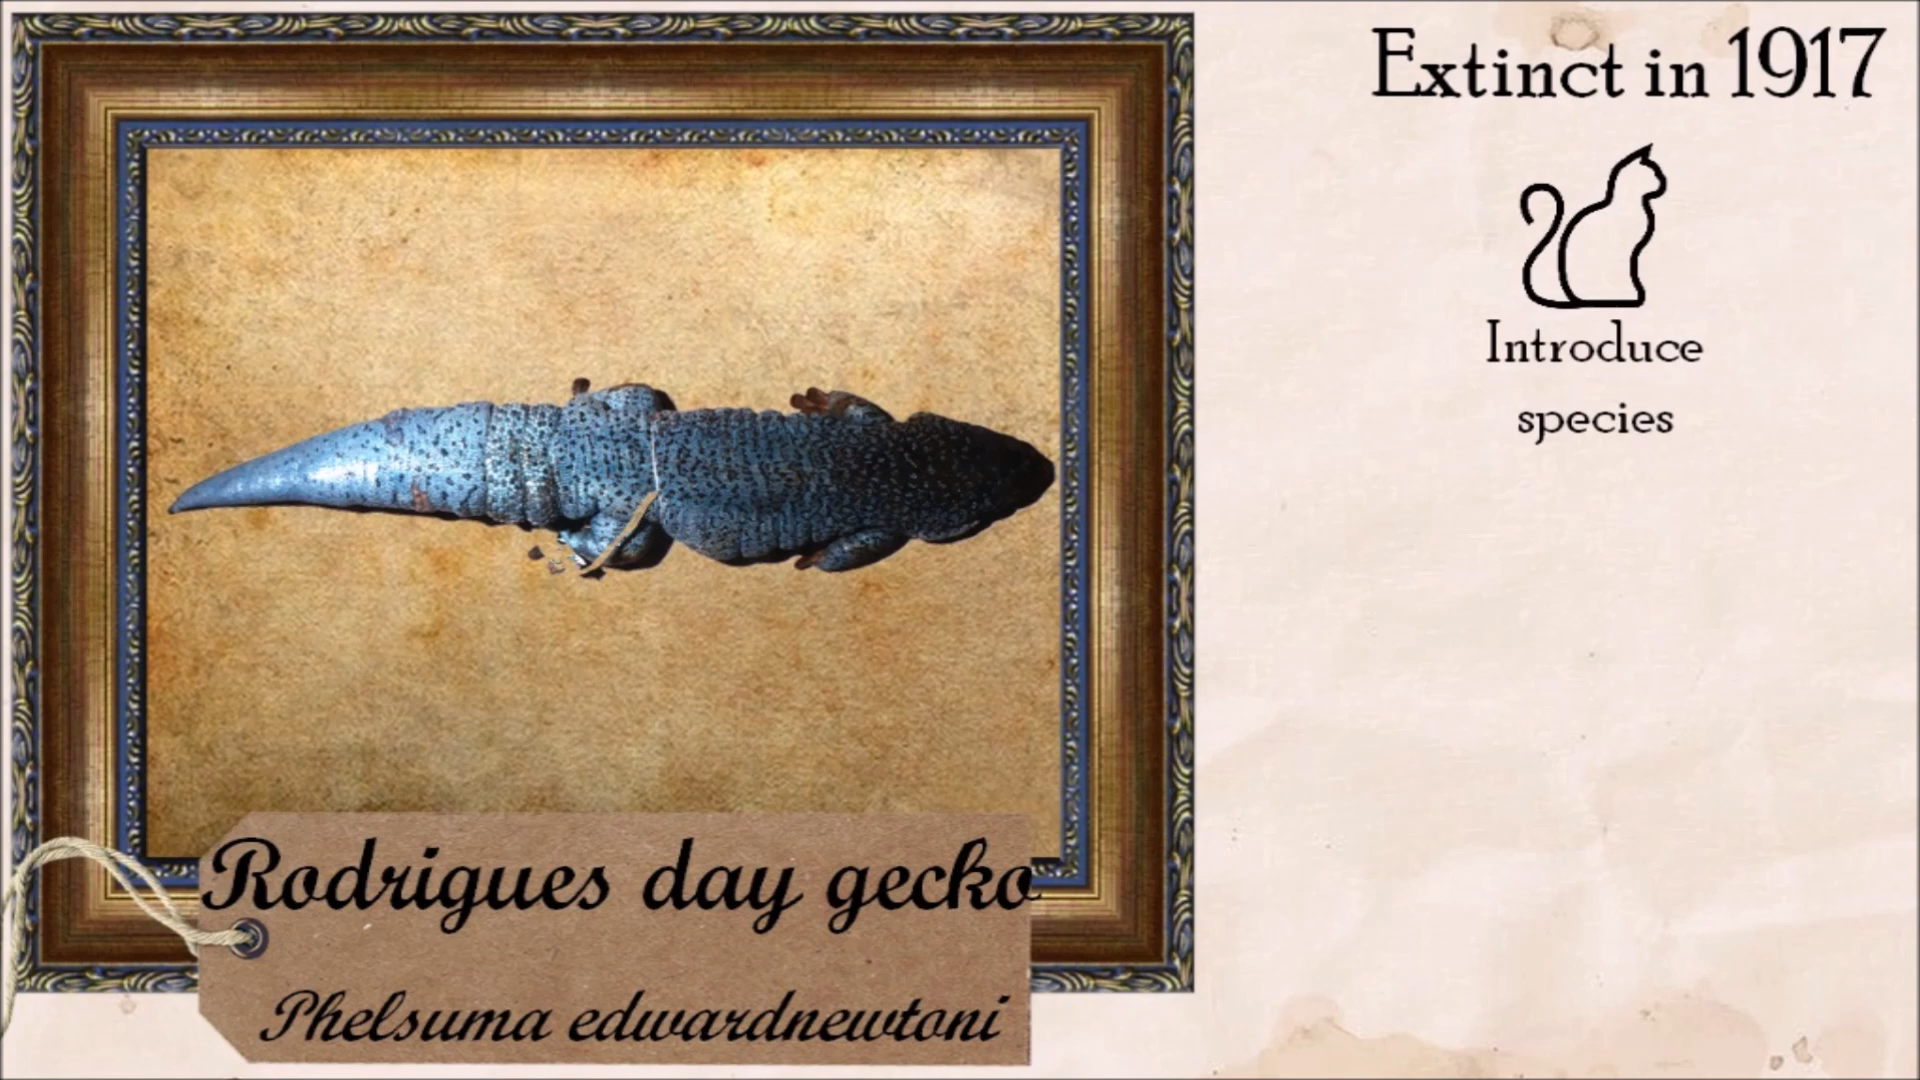 Extinct in 1917
Introduce
species
Rodrigues day gecko
Phelsuma edwardnewtoni